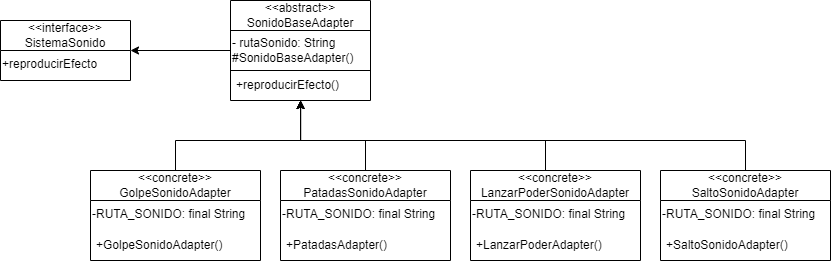 <<interface>>
SistemaSonido
+reproducirEfecto
<<abstract>>
SonidoBaseAdapter
- rutaSonido: String
#SonidoBaseAdapter()
+reproducirEfecto()
<<concrete>>
GolpeSonidoAdapter
-RUTA_SONIDO: final String
+GolpeSonidoAdapter()
<<concrete>>
PatadasSonidoAdapter
-RUTA_SONIDO: final String
+PatadasAdapter()
<<concrete>>
LanzarPoderSonidoAdapter
-RUTA_SONIDO: final String
+LanzarPoderAdapter()
<<concrete>>
SaltoSonidoAdapter
-RUTA_SONIDO: final String
+SaltoSonidoAdapter()